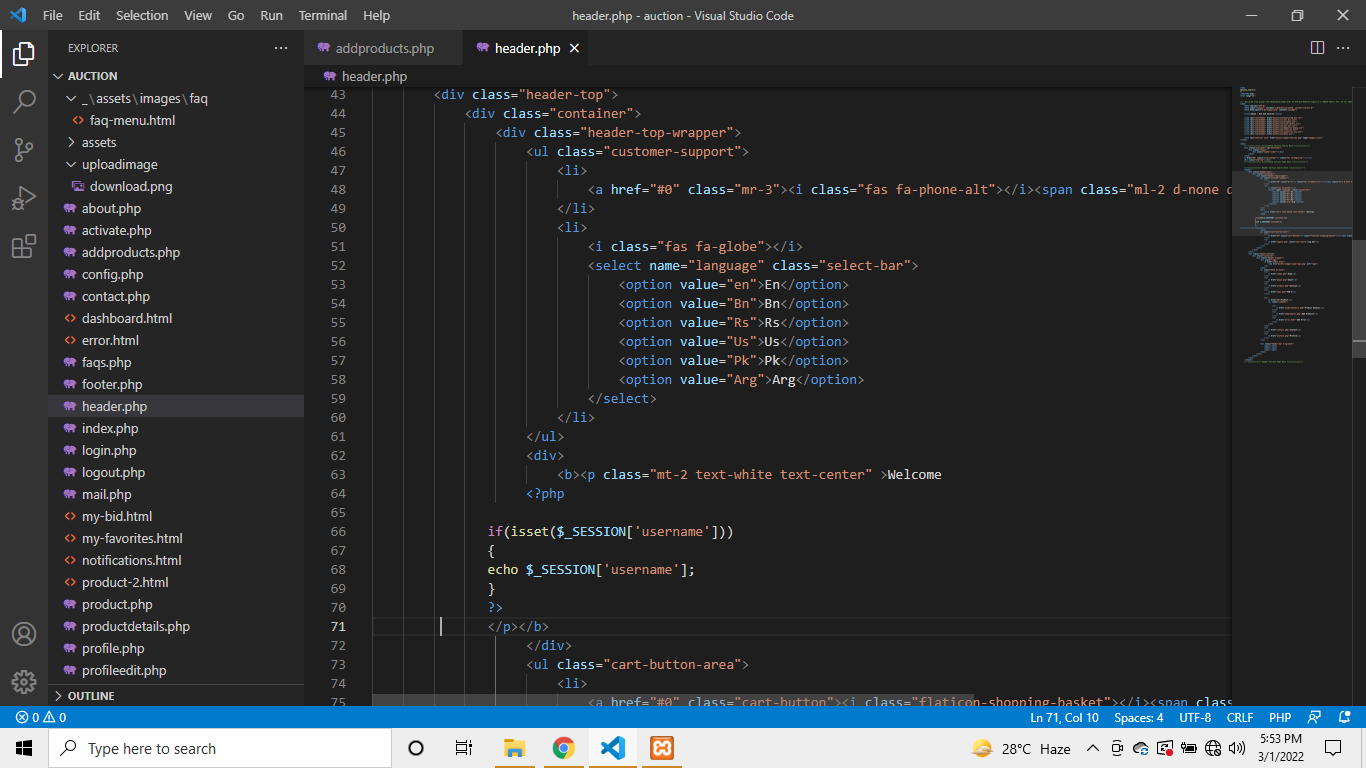 File Edit Selection View Go Run Terminal Help header.php - auction - Visual Studio Code
EXPLORER
AUCTION
_\assets\images\faq
faq-menu.html
assets
uploadimage
download.png
about.php
activate.php
addproducts.php
config.php
contact.php
dashboard.html
error.html
faqs.php
footer.php
header.php
index.php
login.php
logout.php
mail.php
my-bid.html
my-favorites.html
notifications.html
product-2.html
product.php
productdetails.php
profile.php
profileedit.php
OUTLINE
addproducts.php header.php
header.php
43 <div class="header-top">
44 <div class="container">
45 <div class="header-top-wrapper">
46 <ul class="customer-support">
47 <li>
48 <a href="#0" class="mr-3"><i class="fas fa-phone-alt"></i><span class="ml-2 d-none d
49 </li>
50 <li>
51 <i class="fas fa-globe"></i>
52 <select name="language" class="select-bar">
53 <option value="en">En</option>
54 <option value="Bn">Bn</option>
55 <option value="Rs">Rs</option>
56 <option value="Us">Us</option>
57 <option value="Pk">Pk</option>
58 <option value="Arg">Arg</option>
59 </select>
60 </li>
61 </ul>
62 <div>
63 <b><p class="mt-2 text-white text-center" >Welcome
64 <?php
65
66 if(isset($_SESSION['username']))
67 {
68 echo $_SESSION['username'];
69 }
70 ?>
71 </p></b>
72 </div>
73 <ul class="cart-button-area">
74 <li>
75 <a href="#0" class="cart-button"><i class="flaticon-shopping-basket"></i><span clas
0 0 Ln 71, Col 10 Spaces: 4 UTF-8 CRLF PHP
Type here to search
28°C Haze
5:53 PM
3/1/2022